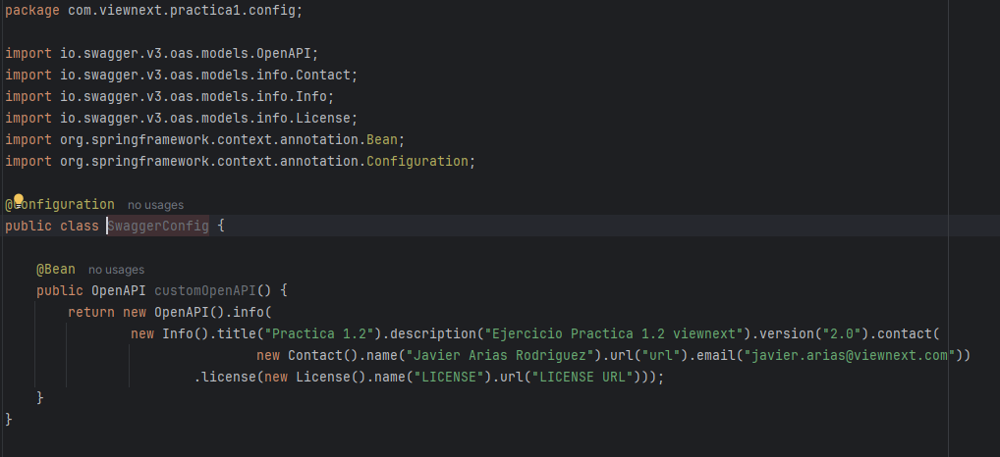 package com.viewnext.practica1.config;
import io.swagger.v3.oas.models.OpenAPI;
import io.swagger.v3.oas.models.info.Contact;
import io.swagger.v3.oas.models.info.Info;
import io.swagger.v3.oas.models.info.License;
import org.springframework.context.annotation.Bean;
import org.springframework.context.annotation.Configuration;
@Configuration no usages
public class SwaggerConfig {
@Bean no usages
public OpenAPI customOpenAPI() {
return new OpenAPI().info(
new Info().title("Practica 1.2").description("Ejercicio Practica 1.2 viewnext").version("2.0").contact(
new Contact().name("Javier Arias Rodriguez").url("url").email("javier.arias@viewnext.com"))
.license(new License().name("LICENSE").url("LICENSE URL")));
}
}